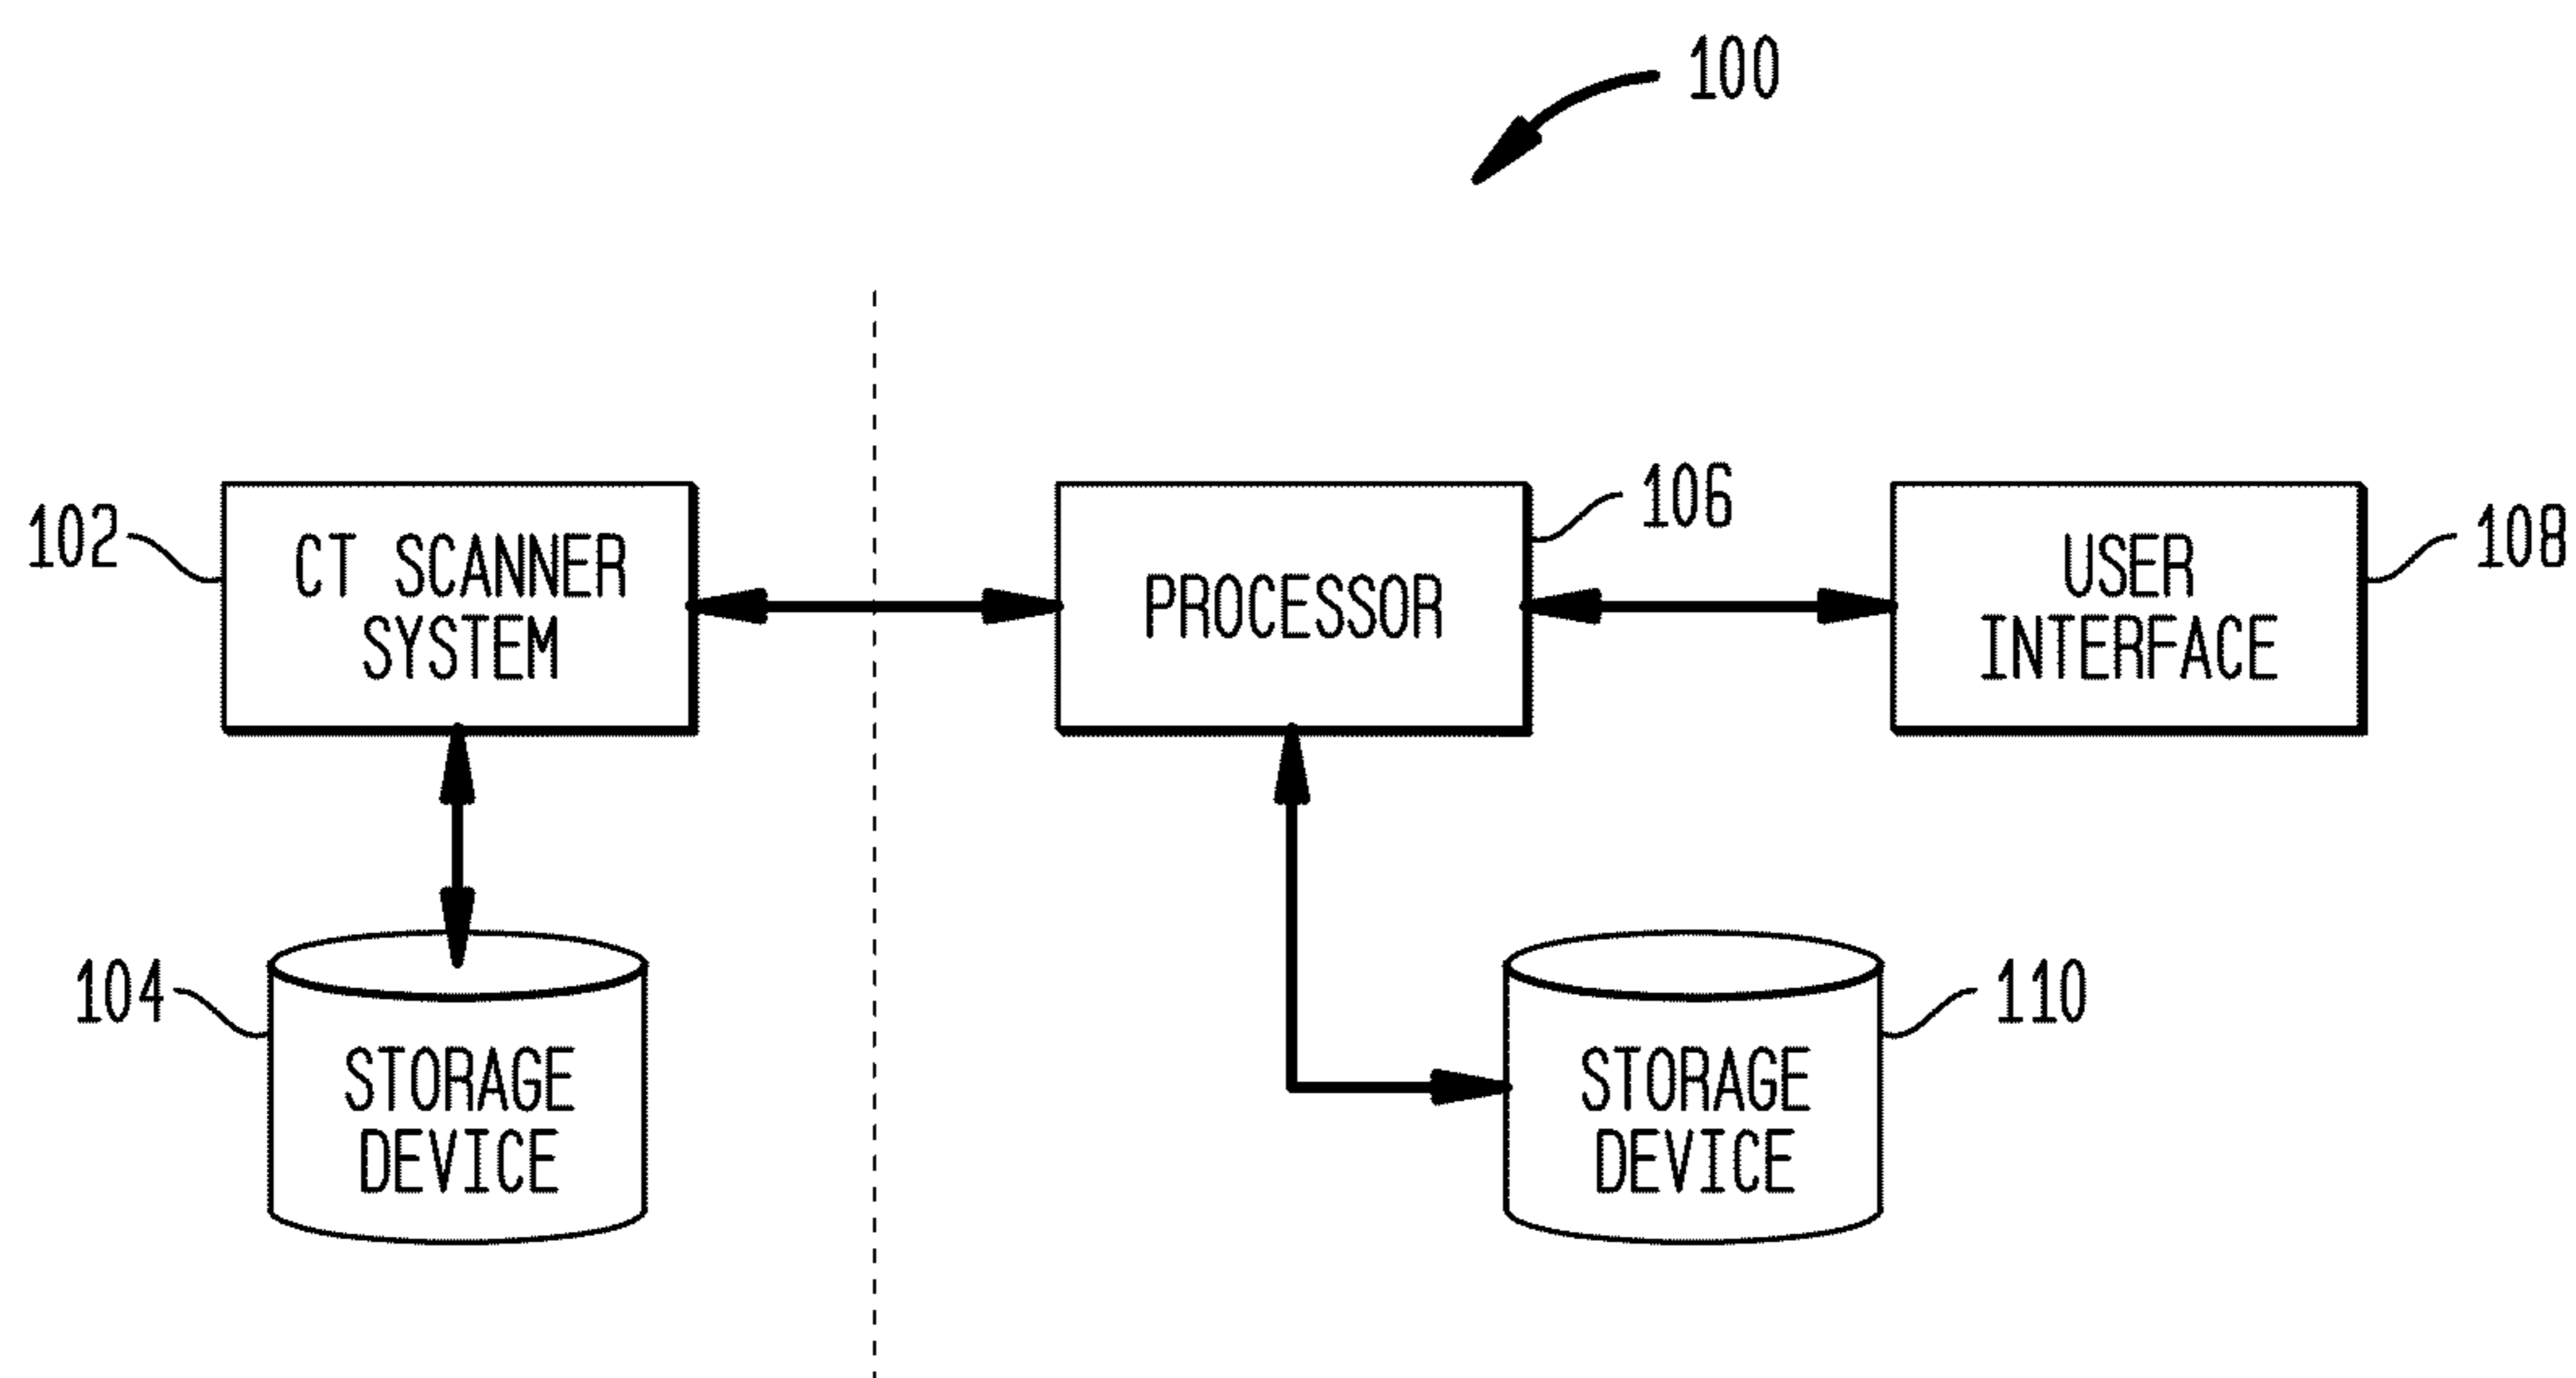 100
102
CT SCANNER
SYSTEM
106
PROCESSOR
108
USER
INTERFACE
104
STORAGE
DEVICE
110
STORAGE
DEVICE